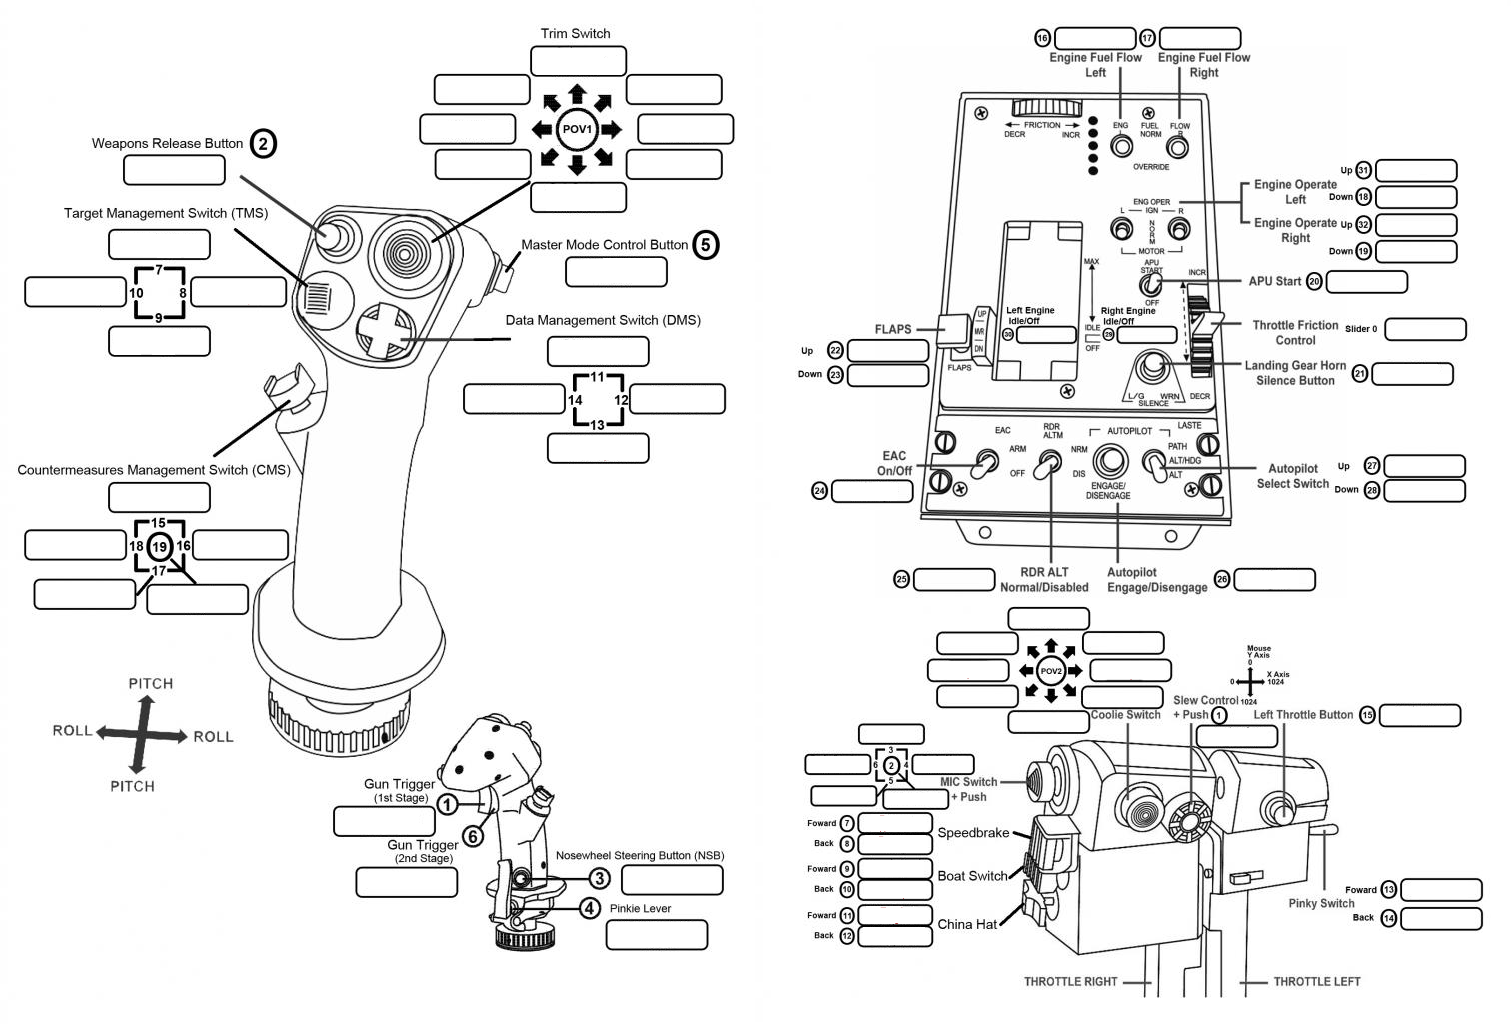 Trim Switch
POV1
Weapons Release Button 2
Target Management Switch (TMS)
7
10 8
9
Master Mode Control Button 5
Data Management Switch (DMS)
11
14 12
13
Countermeasures Management Switch (CMS)
15
18 19 16
17
PITCH
ROLL ROLL
PITCH
Gun Trigger
(1st Stage) 1
6
Gun Trigger
(2nd Stage)
Nosewheel Steering Button (NSB)
3
4 Pinkie Lever
16 17
Engine Fuel Flow
Left
Engine Fuel Flow
Right
FRICTION
DECR INCR
ENG
L
FUEL
NORM
FLOW
R
OVERRIDE
Up 31
Engine Operate
Left
Down 18
Engine Operate
Right
Up 32
Down 19
ENG OPER
L IGN R
NORM
MOTOR
APU
START
OFF
APU Start 20
MAX
IDLE
OFF
INCR
Left Engine
Idle/Off
30
Right Engine
Idle/Off
29
Throttle Friction
Control
Slider 0
FLAPS
UP
MVR
DN
FLAPS
Up 22
Down 23
Landing Gear Horn
Silence Button 21
L/G WRN
SILENCE
DECR
EAC
RDR
ALTM
AUTOPILOT
LASTE
ARM
OFF
NRM
DIS
PATH
ALT/HDG
ALT
ENGAGE/
DISENGAGE
EAC
On/Off
24
Autopilot
Select Switch
Up 27
Down 28
25
RDR ALT
Normal/Disabled
Autopilot
Engage/Disengage
26
POV2
Coolie Switch
Mouse
Y Axis
0
0 X Axis
1024
1024
Slew Control
+ Push 1
Left Throttle Button 15
3
6 2 4
5
MIC Switch
+ Push
Foward 7
Back 8
Speedbrake
Foward 9
Back 10
Boat Switch
Foward 11
Back 12
China Hat
Foward 13
Pinky Switch
Back 14
THROTTLE RIGHT
THROTTLE LEFT